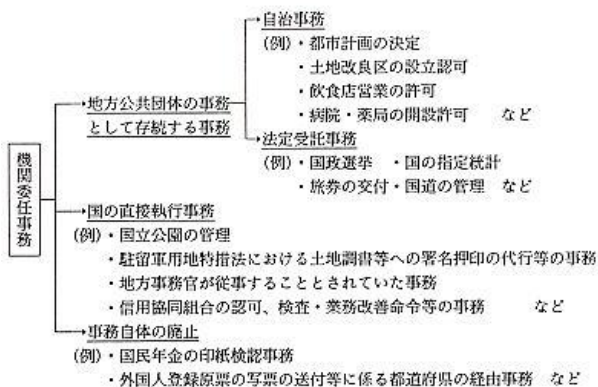 自治事務
(例)・都市計画の決定
・土地改良区の設立認可
・飲食店営業の許可
・病院・薬局の開設許可 など
地方公共団体の事務
として存続する事務
法定受託事務
(例)・国政選挙 ・国の指定統計
・旅券の交付・国道の管理 など
機関委任事務
国の直接執行事務
(例)・国立公園の管理
・駐留軍用地特措法における土地調書等への署名押印の代行等の事務
・地方事務官が従事することとされていた事務
・信用協同組合の認可、検査・業務改善命令等の事務 など
事務自体の廃止
(例)・国民年金の印紙検認事務
・外国人登録原票の写票の送付等に係る都道府県の経由事務 など